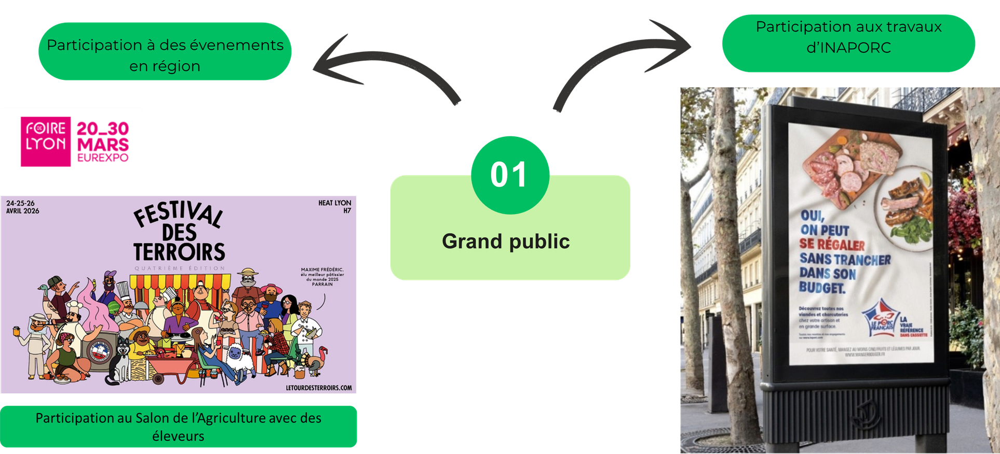 Participation à des évenements
en région
Participation aux travaux
d'INAPORC
FOIRE
DE
LYON
20_30
MARS
EUREXPO
01
Grand public
24-25-26
AVRIL 2026
HEAT LYON
H7
FESTIVAL
DES
TERROIRS
QUATRIÈME ÉDITION
MAXIME FRÉDÉRIC.
élu meilleur pâtissier
du monde 2025
PARRAIN
LETOURDESTERROIRS.COM
Participation au Salon de l'Agriculture avec des
éleveurs
OUI,
ON PEUT
SE RÉGALER
SANS TRANCHER
DANS SON
BUDGET.
Découvrez toutes nos
viandes et charcuteries
chez votre artisan et
en grande surface.
LE PORC
FRANÇAIS
LA
VRAIE
RÉFÉRENCE
DANS L'ASSIETTE
POUR VOTRE SANTÉ, MANGEZ AU MOINS CINQ FRUITS ET LÉGUMES PAR JOUR.
WWW.MANGERBOUGER.FR